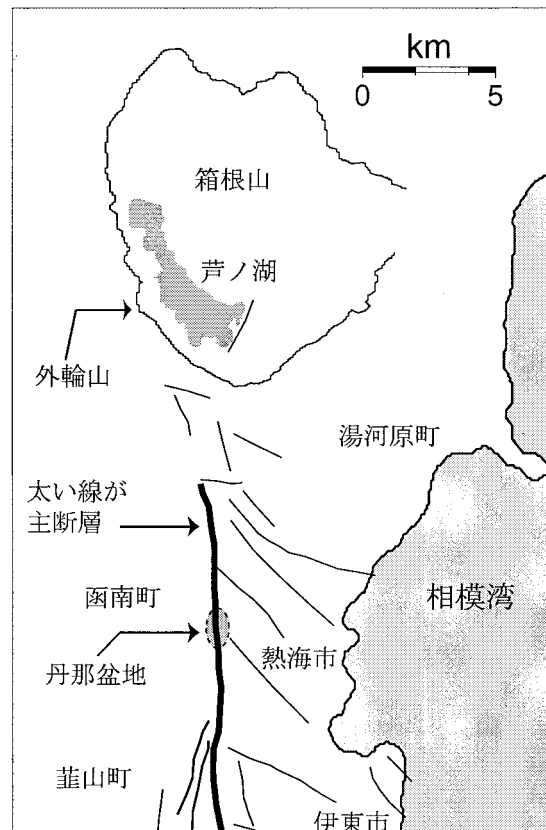 km
0 5
箱根山
芦ノ湖
外輪山
湯河原町
太い線が
主断層
函南町
相模湾
熱海市
丹那盆地
韮山町
伊東市